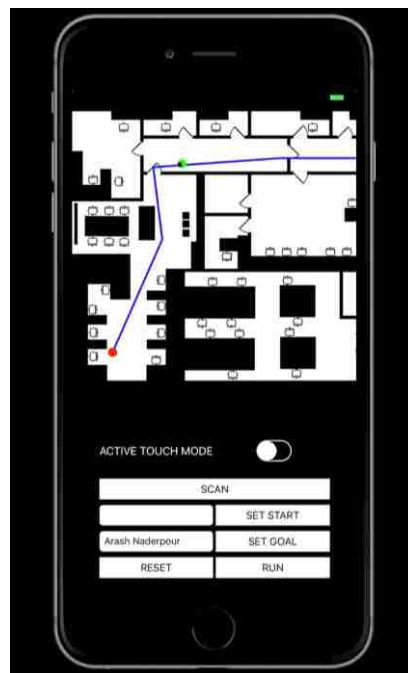 ACTIVE TOUCH MODE
SCAN
SET START
Arash Naderpour
SET GOAL
RESET
RUN